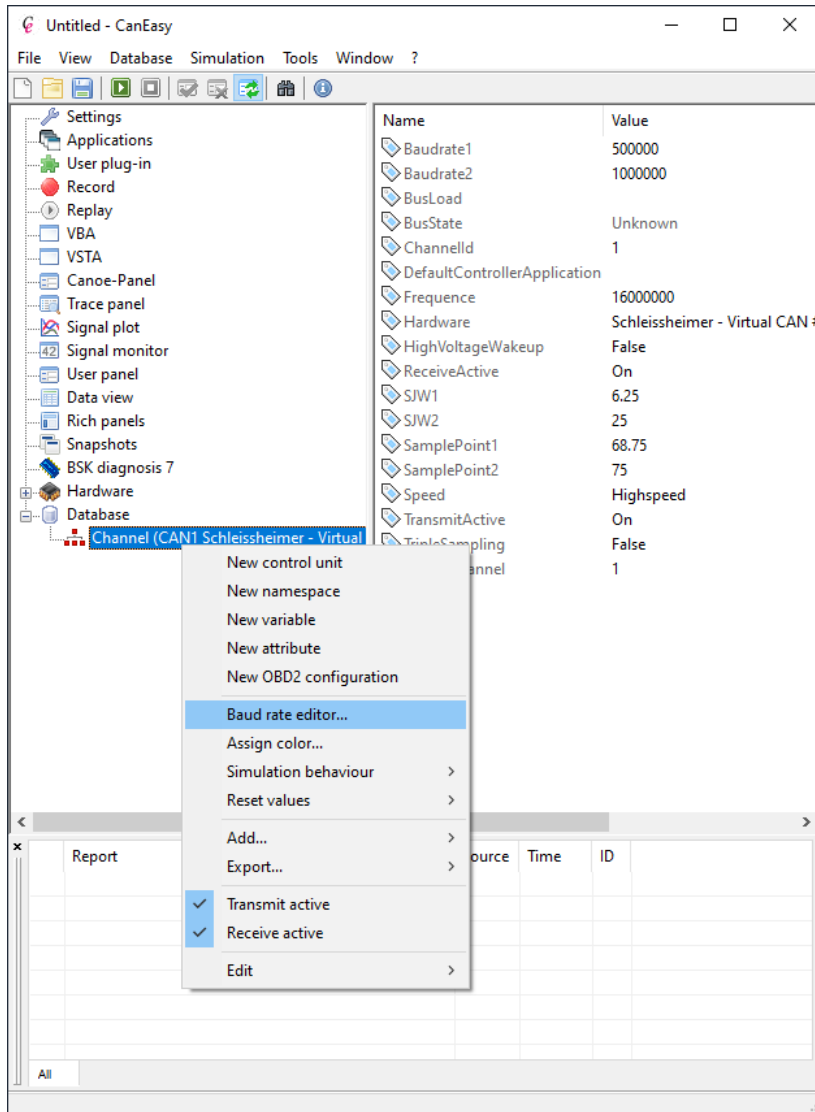 Untitled - CanEasy
File View Database Simulation Tools Window ?
Settings
Applications
User plug-in
Record
Replay
VBA
VSTA
Canoe-Panel
Trace panel
Signal plot
42 Signal monitor
User panel
Data view
Rich panels
Snapshots
BSK diagnosis 7
Hardware
Database
Channel (CAN1 Schleissheimer - Virtual
Name Value
Baudrate1 500000
Baudrate2 1000000
BusLoad
BusState Unknown
ChannelId 1
DefaultControllerApplication
Frequence 16000000
Hardware Schleissheimer - Virtual CAN
HighVoltageWakeup False
ReceiveActive On
SJW1 6.25
SJW2 25
SamplePoint1 68.75
SamplePoint2 75
Speed Highspeed
TransmitActive On
TripleSampling False
annel 1
New control unit
New namespace
New variable
New attribute
New OBD2 configuration
Baud rate editor...
Assign color...
Simulation behaviour
Reset values
Add...
Export...
Transmit active
Receive active
Edit
Report ource Time ID
All